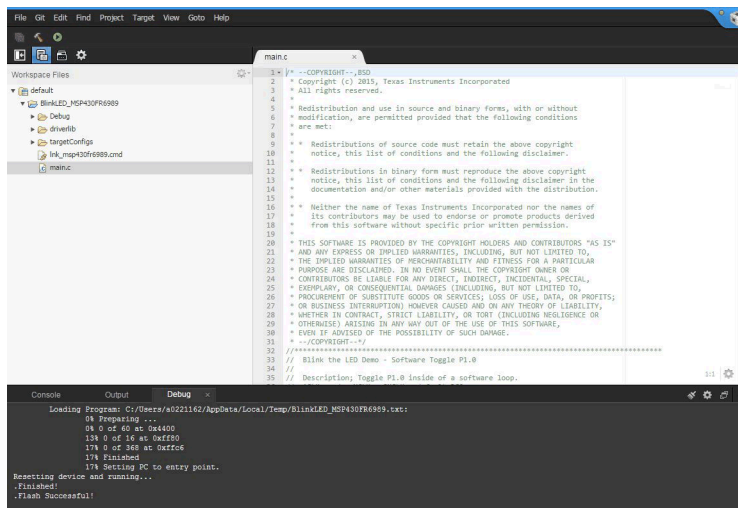 File Git Edit Find Project Target View Goto Help
main.c ×
Workspace Files
default
BlinkLED_MSP430FR6989
Debug
driverlib
targetConfigs
lnk_msp430fr6989.cmd
main.c
1 /* --COPYRIGHT--,BSD
2 * Copyright (c) 2015, Texas Instruments Incorporated
3 * All rights reserved.
4 *
5 * Redistribution and use in source and binary forms, with or without
6 * modification, are permitted provided that the following conditions
7 * are met:
8 *
9 * * Redistributions of source code must retain the above copyright
10 * notice, this list of conditions and the following disclaimer.
11 *
12 * * Redistributions in binary form must reproduce the above copyright
13 * notice, this list of conditions and the following disclaimer in the
14 * documentation and/or other materials provided with the distribution.
15 *
16 * * Neither the name of Texas Instruments Incorporated nor the names of
17 * its contributors may be used to endorse or promote products derived
18 * from this software without specific prior written permission.
19 *
20 * THIS SOFTWARE IS PROVIDED BY THE COPYRIGHT HOLDERS AND CONTRIBUTORS "AS IS"
21 * AND ANY EXPRESS OR IMPLIED WARRANTIES, INCLUDING, BUT NOT LIMITED TO,
22 * THE IMPLIED WARRANTIES OF MERCHANTABILITY AND FITNESS FOR A PARTICULAR
23 * PURPOSE ARE DISCLAIMED. IN NO EVENT SHALL THE COPYRIGHT OWNER OR
24 * CONTRIBUTORS BE LIABLE FOR ANY DIRECT, INDIRECT, INCIDENTAL, SPECIAL,
25 * EXEMPLARY, OR CONSEQUENTIAL DAMAGES (INCLUDING, BUT NOT LIMITED TO,
26 * PROCUREMENT OF SUBSTITUTE GOODS OR SERVICES; LOSS OF USE, DATA, OR PROFITS;
27 * OR BUSINESS INTERRUPTION) HOWEVER CAUSED AND ON ANY THEORY OF LIABILITY,
28 * WHETHER IN CONTRACT, STRICT LIABILITY, OR TORT (INCLUDING NEGLIGENCE OR
29 * OTHERWISE) ARISING IN ANY WAY OUT OF THE USE OF THIS SOFTWARE,
30 * EVEN IF ADVISED OF THE POSSIBILITY OF SUCH DAMAGE.
31 * --/COPYRIGHT--*/
32 //******************************************************************************
33 // Blink the LED Demo - Software Toggle P1.0
34 //
35 // Description; Toggle P1.0 inside of a software loop.
1:1
Console Output Debug ×
Loading Program: C:/Users/a0221162/AppData/Local/Temp/BlinkLED_MSP430FR6989.txt:
0% Preparing ...
0% 0 of 60 at 0x4400
13% 0 of 16 at 0xff80
17% 0 of 368 at 0xffc6
17% Finished
17% Setting PC to entry point.
Resetting device and running...
.Finished!
.Flash Successful!